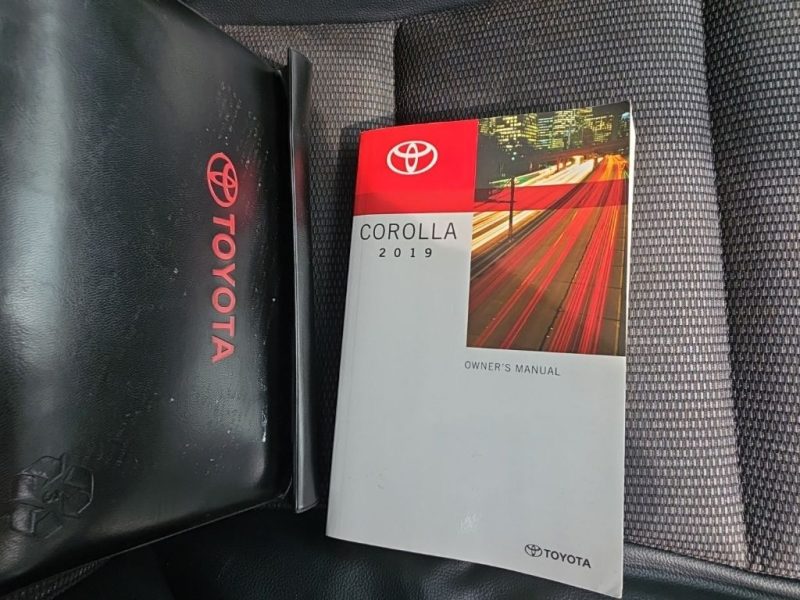 TOYOTA
COROLLA
2019
OWNER'S MANUAL
TOYOTA